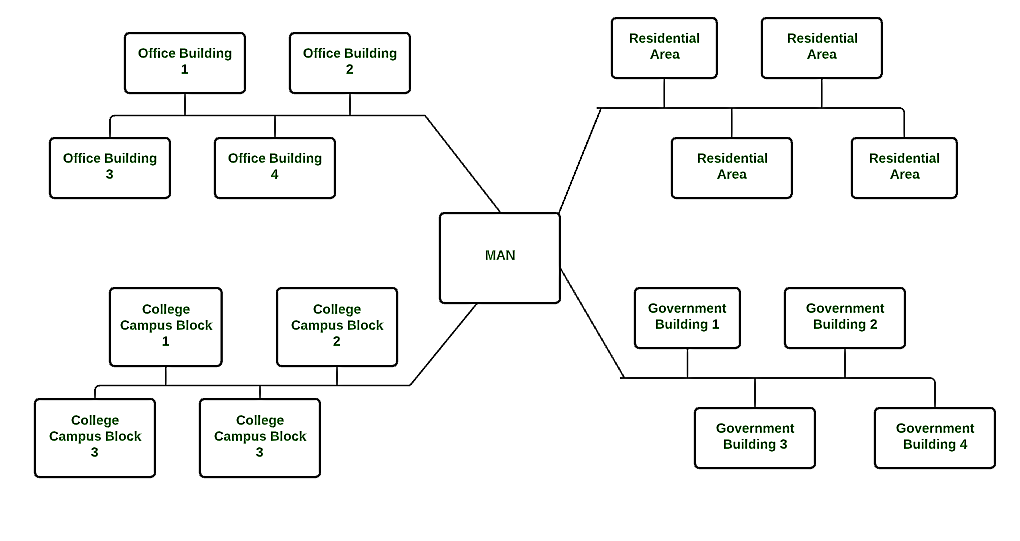 Office Building
1
Office Building
2
Office Building
3
Office Building
4
Residential
Area
Residential
Area
Residential
Area
Residential
Area
MAN
College
Campus Block
1
College
Campus Block
2
College
Campus Block
3
College
Campus Block
3
Government
Building 1
Government
Building 2
Government
Building 3
Government
Building 4